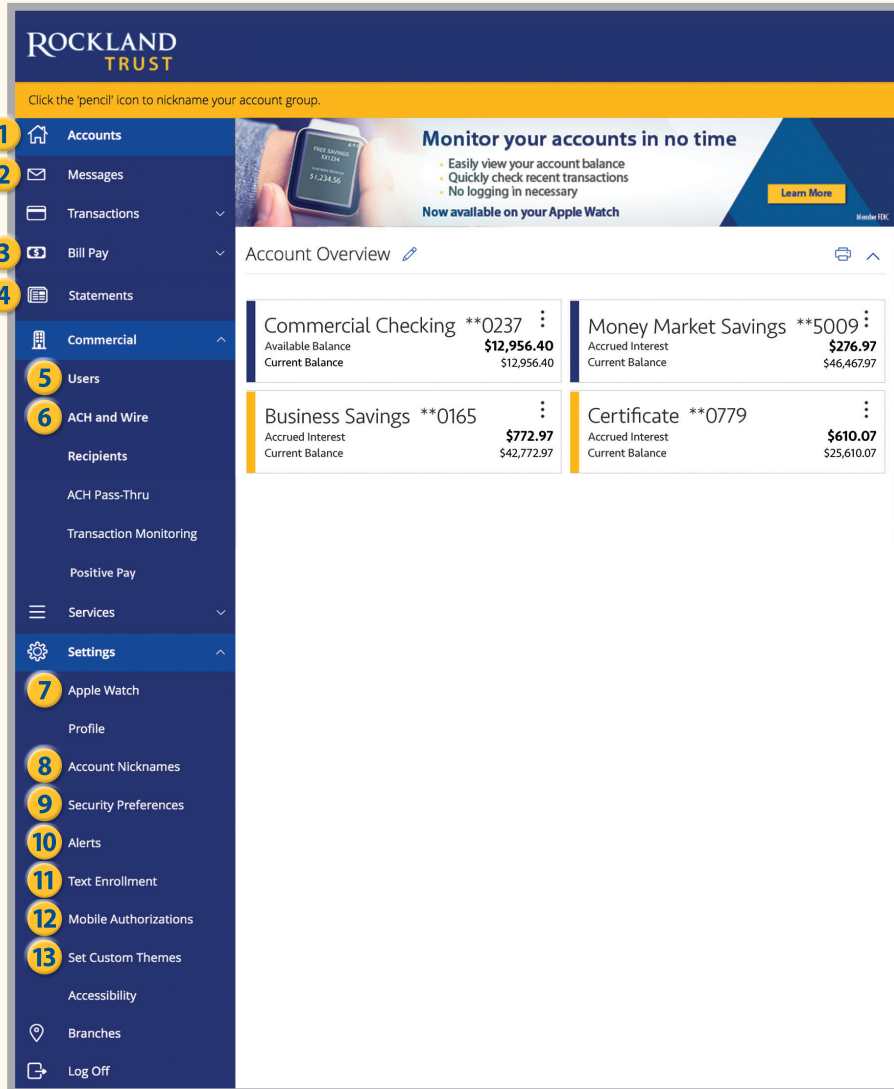 ROCKLAND
TRUST
Click the 'pencil' icon to nickname your account group.
1 Accounts
2 Messages
Transactions
3 Bill Pay
4 Statements
Commercial
5 Users
6 ACH and Wire
Recipients
ACH Pass-Thru
Transaction Monitoring
Positive Pay
Services
Settings
7 Apple Watch
Profile
8 Account Nicknames
9 Security Preferences
10 Alerts
11 Text Enrollment
12 Mobile Authorizations
13 Set Custom Themes
Accessibility
Branches
Log Off
FREE SAVINGS
XX1234
Available Balance
$1,234.56
Monitor your accounts in no time
Easily view your account balance
Quickly check recent transactions
No logging in necessary
Now available on your Apple Watch
Learn More
Member FDIC
Account Overview
Commercial Checking **0237
Available Balance $12,956.40
Current Balance $12,956.40
Money Market Savings **5009
Accrued Interest $276.97
Current Balance $46,467.97
Business Savings **0165
Accrued Interest $772.97
Current Balance $42,772.97
Certificate **0779
Accrued Interest $610.07
Current Balance $25,610.07